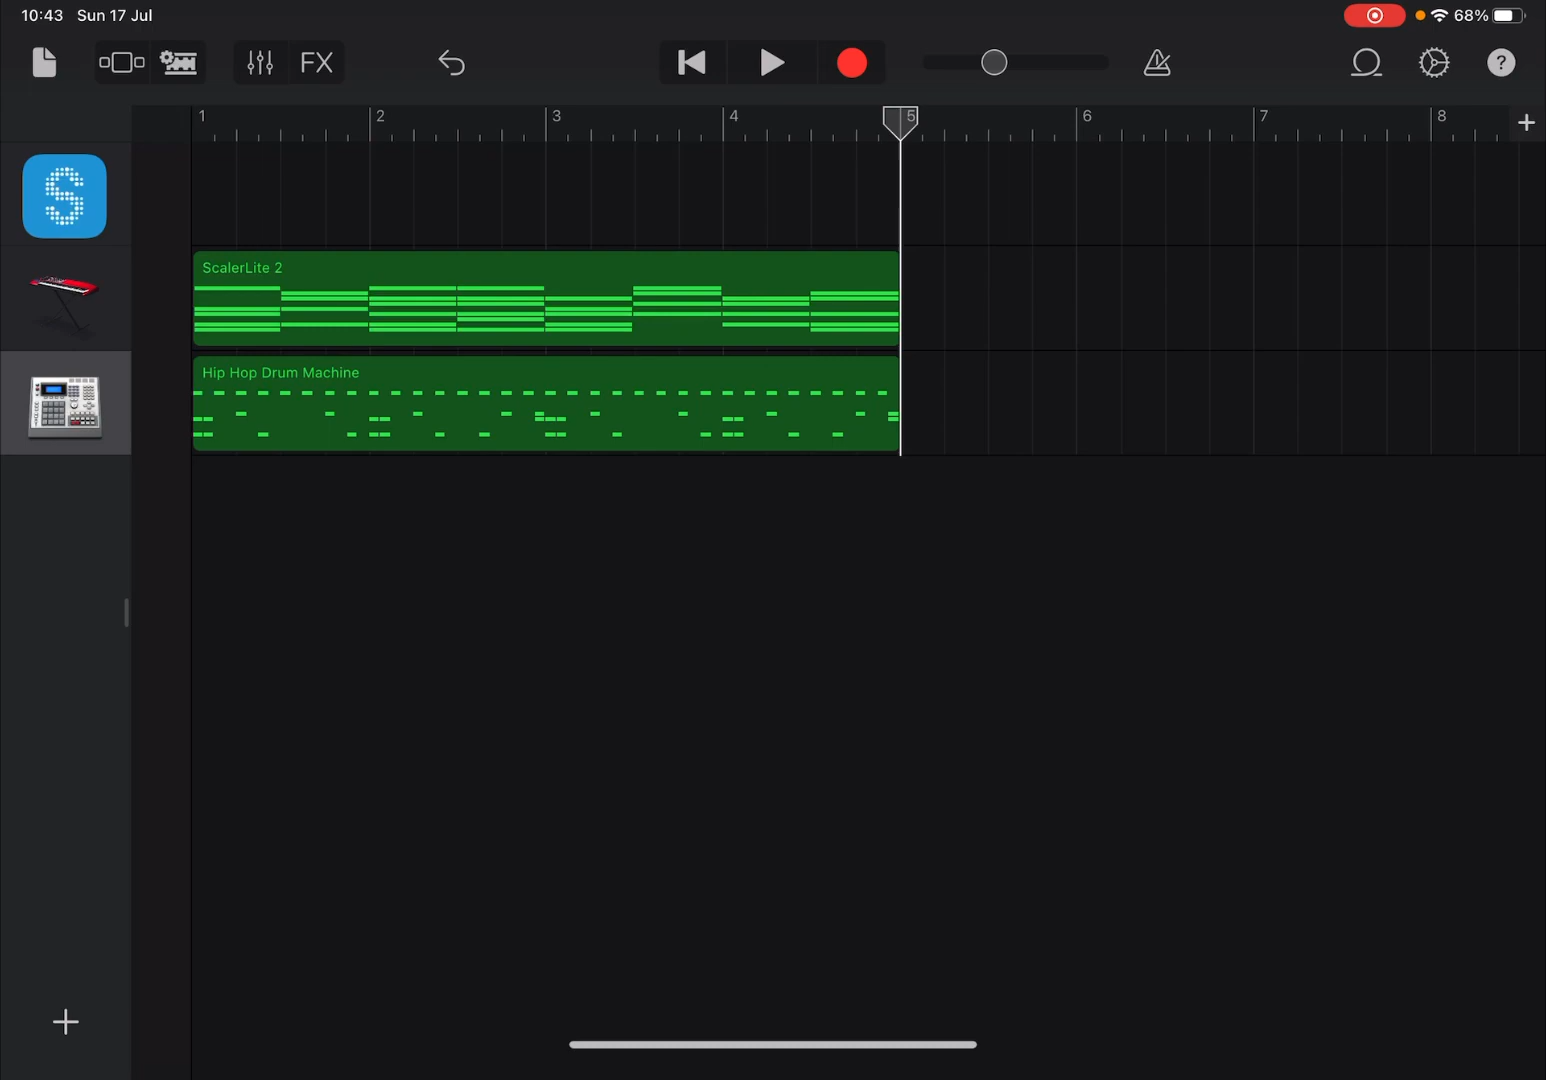 10:43 Sun 17 Jul
68%
FX
?
1 2 3 4 5 6 7 8
S
ScalerLite 2
Hip Hop Drum Machine